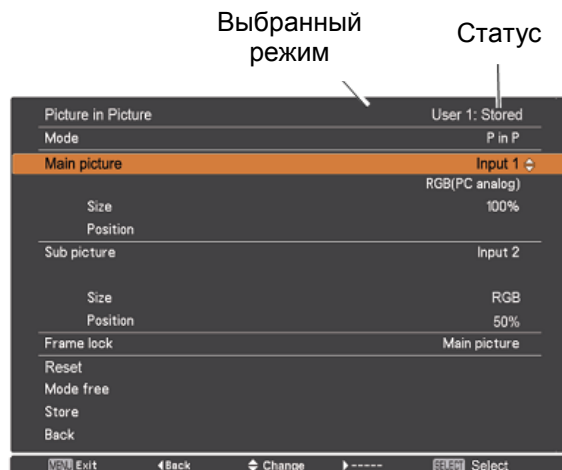 Выбранный
режим
Статус
Picture in Picture User 1: Stored
Mode P in P
Main picture Input 1
RGB(PC analog)
Size 100%
Position
Sub picture Input 2
Size RGB
Position 50%
Frame lock Main picture
Reset
Mode free
Store
Back
MENU Exit Back Change ----- SELECT Select